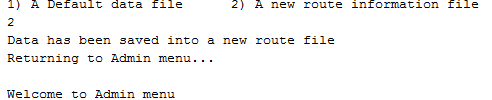 1) A Default data file      2) A new route information file
2
Data has been saved into a new route file
Returning to Admin menu...
Welcome to Admin menu